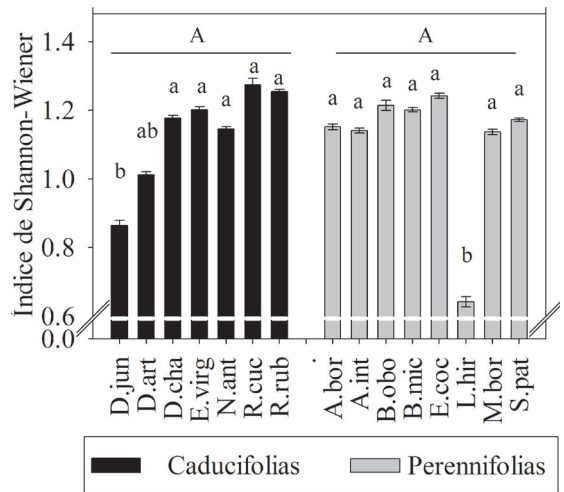 Índice de Shannon-Wiener
1.4
1.2
1.0
0.8
0.6
0.0
A
A
b
ab
a
a
a
a
a
a
a
a
a
a
b
a
a
D.jun
D.art
D.cha
E.virg
N.ant
R.cuc
R.rub
A.bor
A.int
B.obo
B.mic
E.coc
L.hir
M.bor
S.pat
Caducifolias
Perennifolias